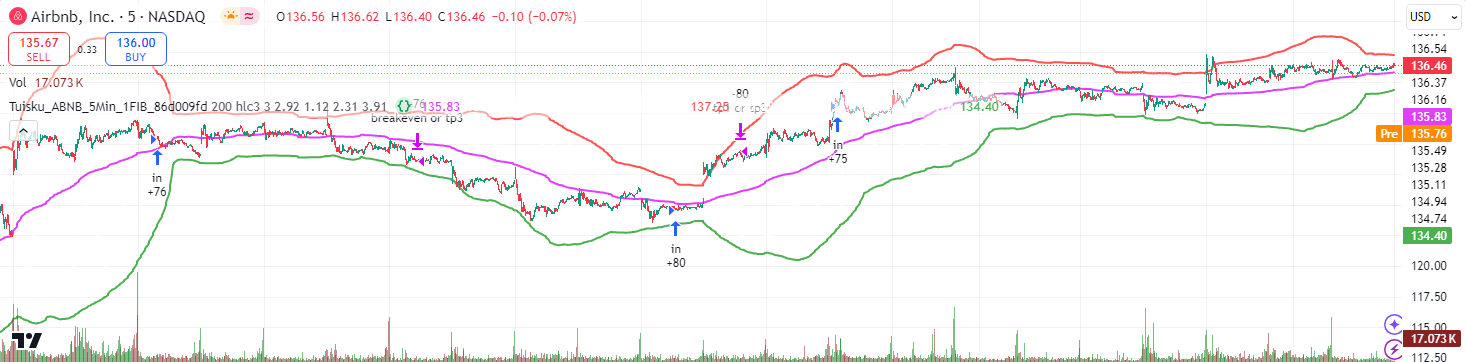 Airbnb, Inc. · 5 · NASDAQ O136.56 H136.62 L136.40 C136.46 −0.10 (−0.07%)
135.67
SELL
0.33
136.00
BUY
Vol 17.073 K
Tuisku_ABNB_5Min_1FIB_86d009fd 200 hlc3 3 2.92 1.12 2.31 3.91 {} 135.83 137.25 134.40
-76
breakeven or tp3
-80
or tp3
in
+76
in
+80
in
+75
USD
136.54
136.46
136.37
136.16
135.83
Pre 135.76
135.49
135.28
135.11
134.94
134.74
134.40
120.00
117.50
115.00
17.073 K
112.50